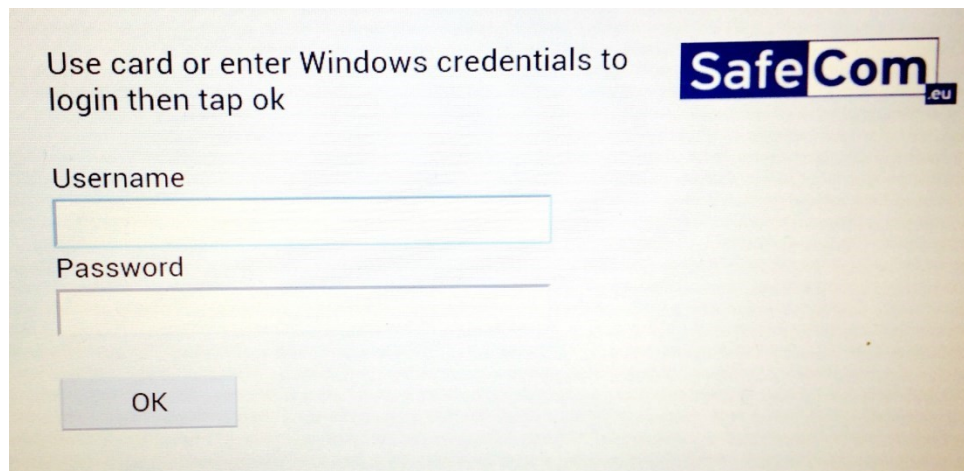 Use card or enter Windows credentials to
login then tap ok
SafeCom.eu
Username
Password
OK